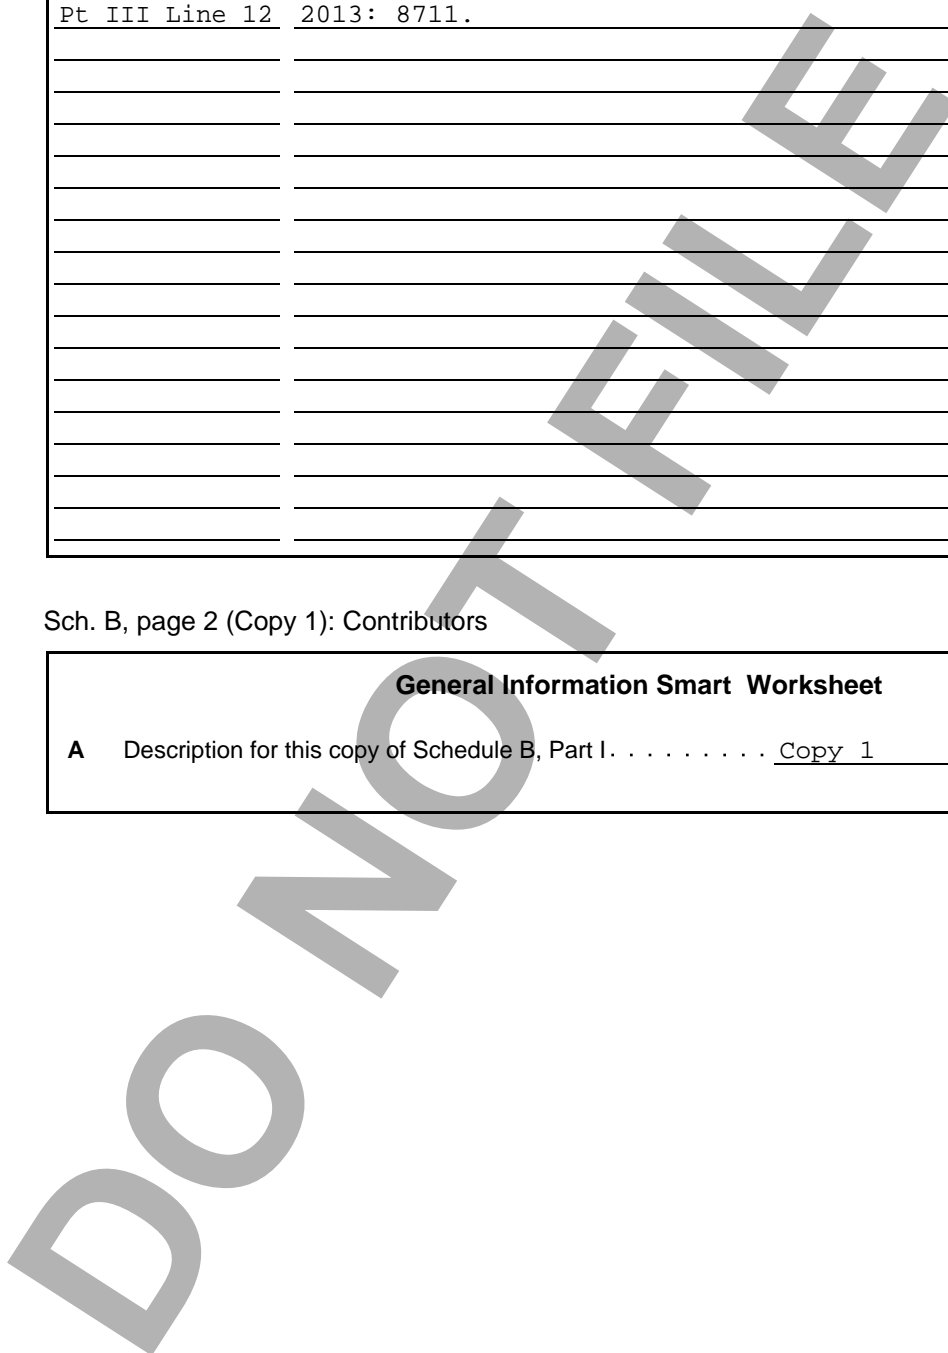 Pt III Line 12 2013: 8711.
Sch. B, page 2 (Copy 1): Contributors
General Information Smart Worksheet
A Description for this copy of Schedule B, Part I. . . . . . . . . Copy 1
DO NOT FILE